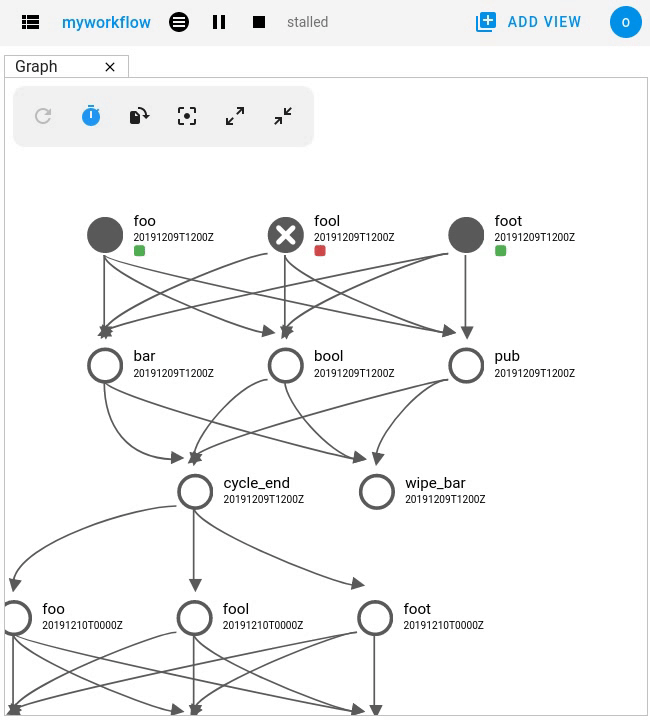 myworkflow stalled ADD VIEW o
Graph
foo fool foot
20191209T1200Z 20191209T1200Z 20191209T1200Z
bar bool pub
20191209T1200Z 20191209T1200Z 20191209T1200Z
cycle_end wipe_bar
20191209T1200Z 20191209T1200Z
foo fool foot
20191210T0000Z 20191210T0000Z 20191210T0000Z